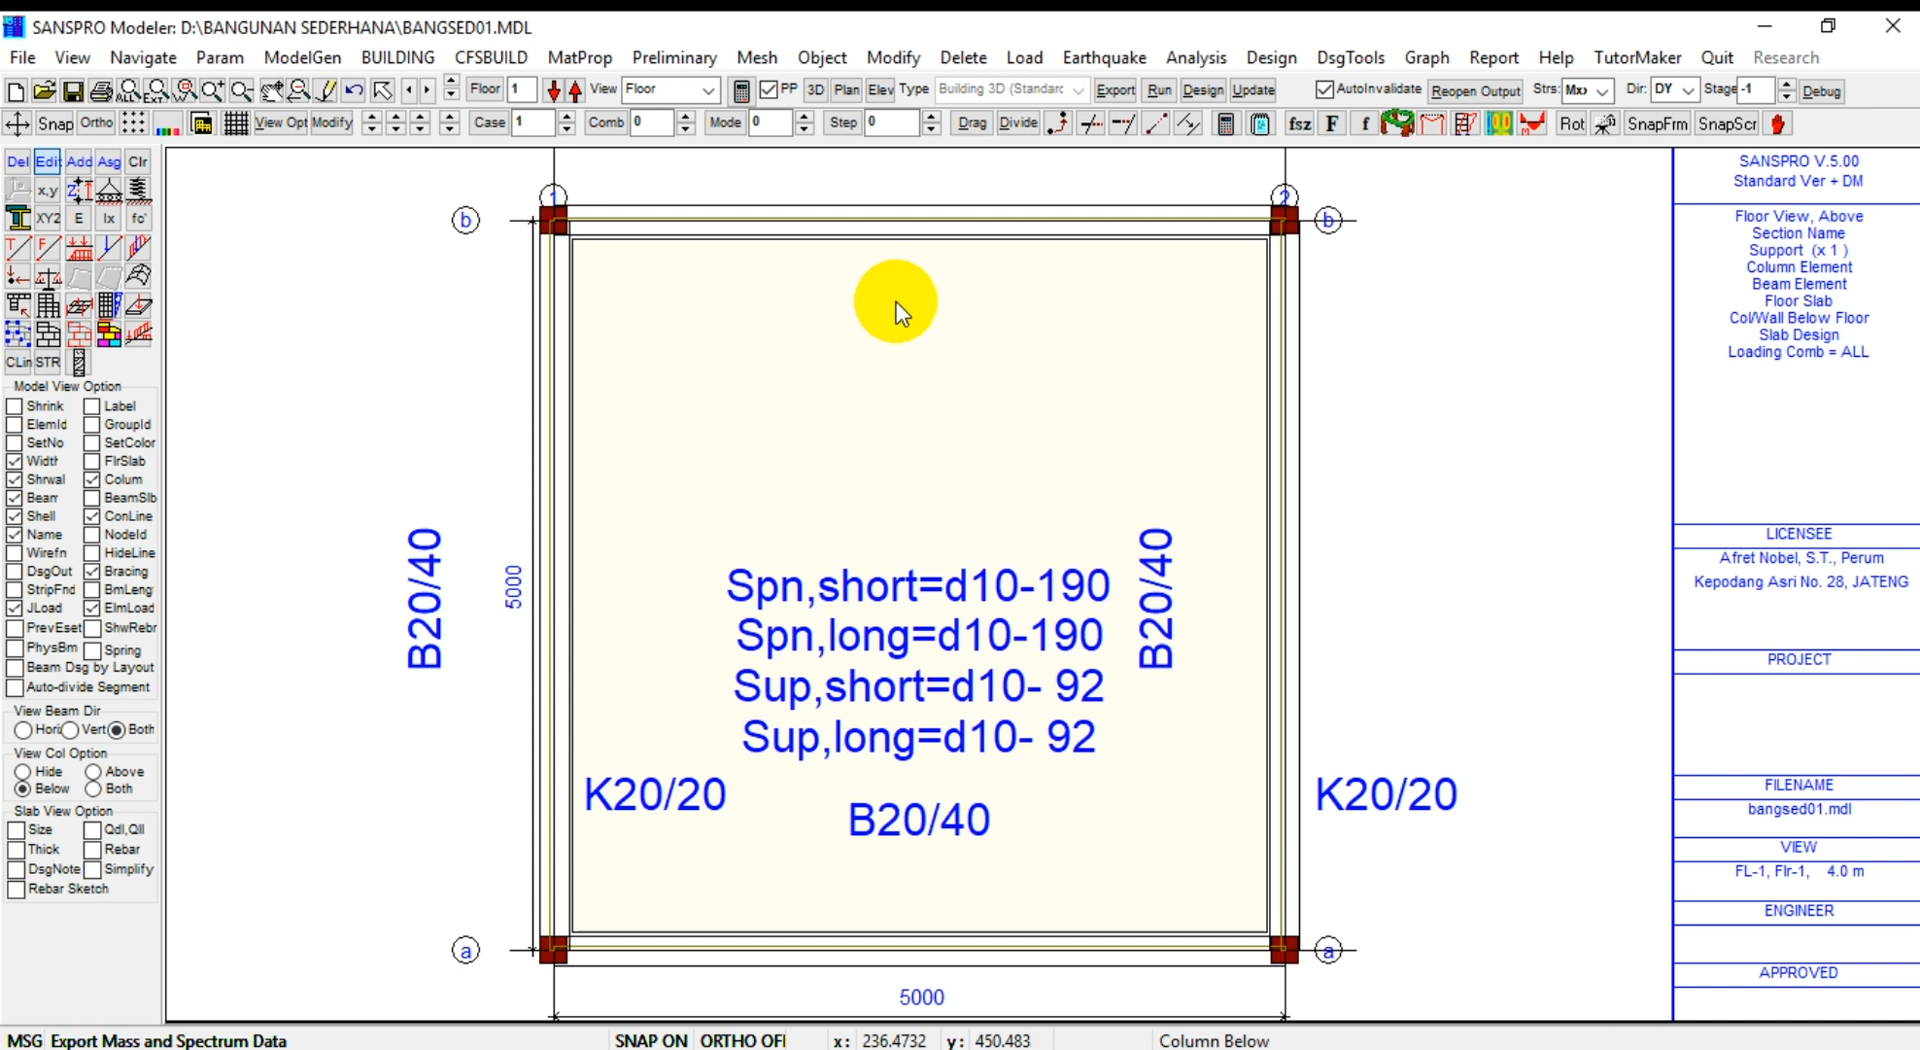 SANSPRO Modeler: D:\BANGUNAN SEDERHANA\BANGSED01.MDL
File View Navigate Param ModelGen BUILDING CFSBUILD MatProp Preliminary Mesh Object Modify Delete Load Earthquake Analysis Design DsgTools Graph Report Help TutorMaker Quit Research
ALL EXT Floor 1 View Floor PP 3D Plan Elev Type Building 3D (Standarc Export Run Design Update AutoInvalidate Reopen Output Strs: Mxx Dir: DY Stage -1 Debug
Snap Ortho View Opt Modify Case 1 Comb 0 Mode 0 Step 0 Drag Divide fsz F f Rot SnapFrm SnapScr
Del Edit Add Asg Clr
x,y Z
XYZ E Ix fc'
T F
CLin STR
Model View Option
Shrink Label
ElemId GroupId
SetNo SetColor
Width FlrSlab
Shrwal Colum
Beam BeamSlb
Shell ConLine
Name NodeId
Wirefn HideLine
DsgOut Bracing
StripFnd BmLeng
JLoad ElmLoad
PrevEset ShwRebr
PhysBm Spring
Beam Dsg by Layout
Auto-divide Segment
View Beam Dir
Hori Vert Both
View Col Option
Hide Above
Below Both
Slab View Option
Size Qdl,Qll
Thick Rebar
DsgNote Simplify
Rebar Sketch
1 2
b b
B20/40
5000
Spn,short=d10-190
Spn,long=d10-190
Sup,short=d10- 92
Sup,long=d10- 92
B20/40
K20/20
B20/40
K20/20
a a
5000
SANSPRO V.5.00
Standard Ver + DM
Floor View, Above
Section Name
Support (x 1 )
Column Element
Beam Element
Floor Slab
Col/Wall Below Floor
Slab Design
Loading Comb = ALL
LICENSEE
Afret Nobel, S.T., Perum
Kepodang Asri No. 28, JATENG
PROJECT
FILENAME
bangsed01.mdl
VIEW
FL-1, Flr-1, 4.0 m
ENGINEER
APPROVED
MSG Export Mass and Spectrum Data SNAP ON ORTHO OFF x: 236.4732 y: 450.483 Column Below